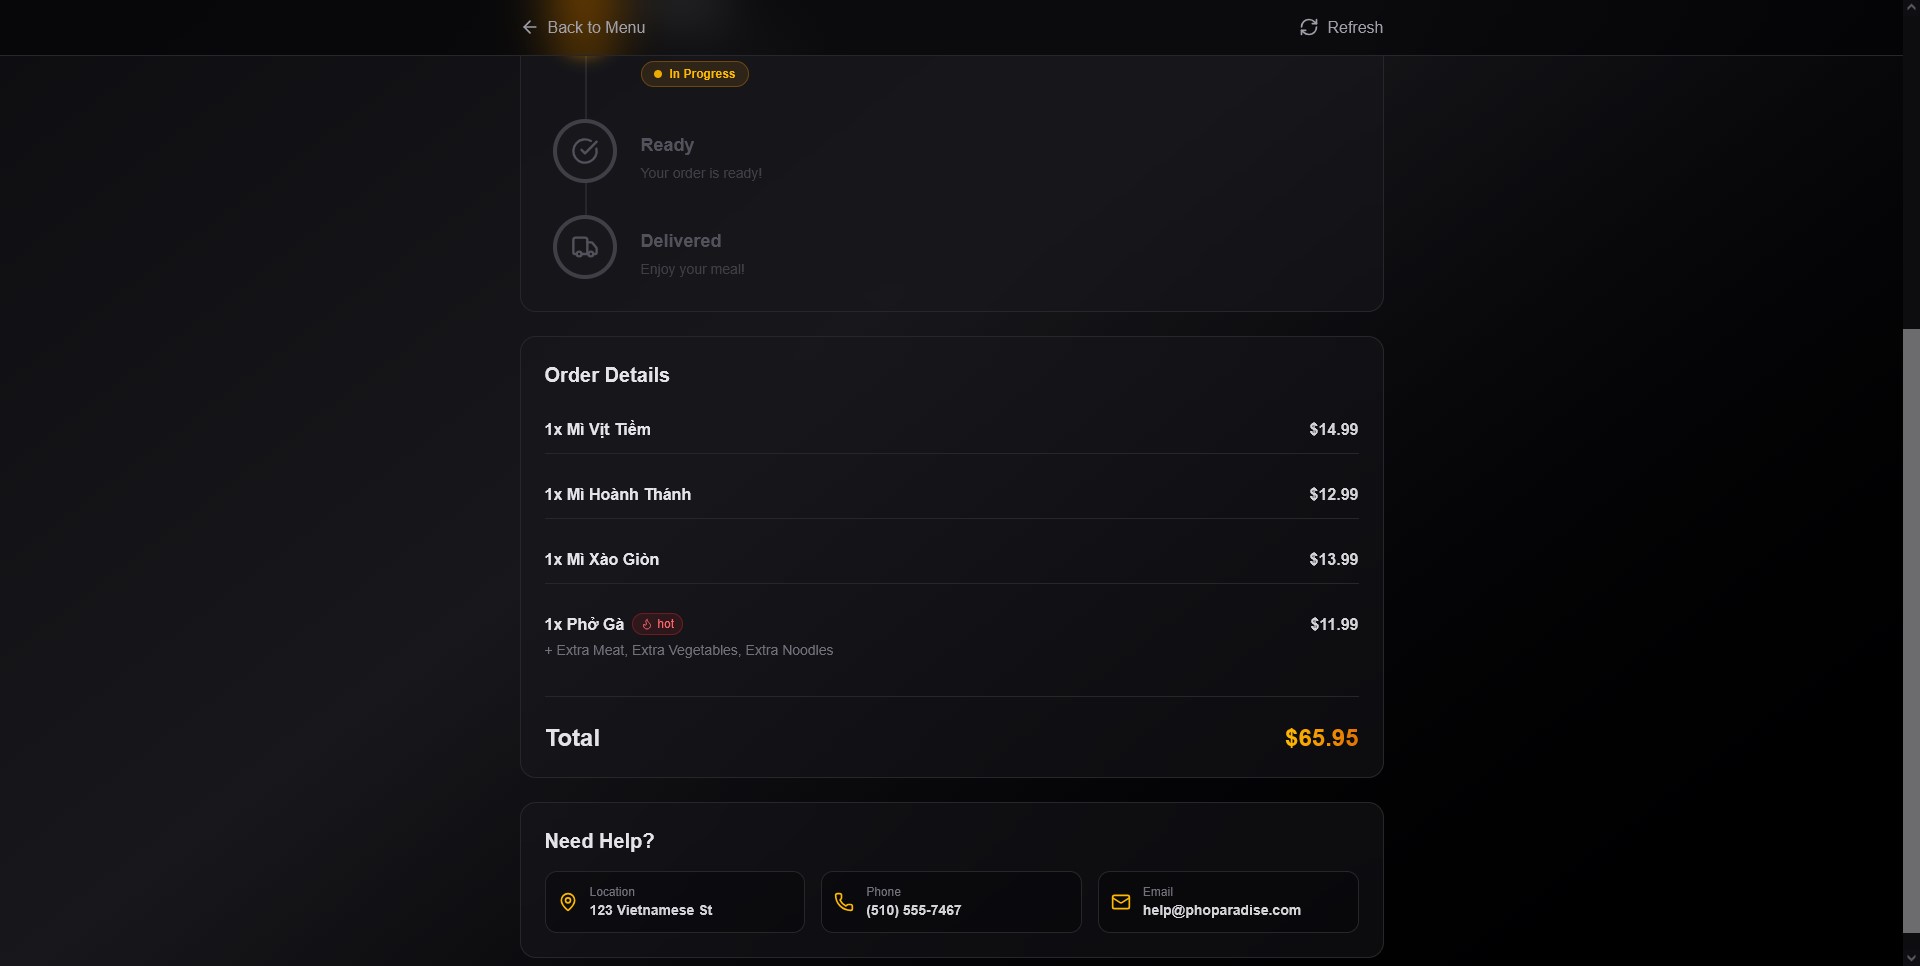 Back to Menu
Refresh
In Progress
Ready
Your order is ready!
Delivered
Enjoy your meal!
Order Details
1x Mì Vịt Tiềm
$14.99
1x Mì Hoành Thánh
$12.99
1x Mì Xào Giòn
$13.99
1x Phở Gà
hot
$11.99
+ Extra Meat, Extra Vegetables, Extra Noodles
Total
$65.95
Need Help?
Location
123 Vietnamese St
Phone
(510) 555-7467
Email
help@phoparadise.com